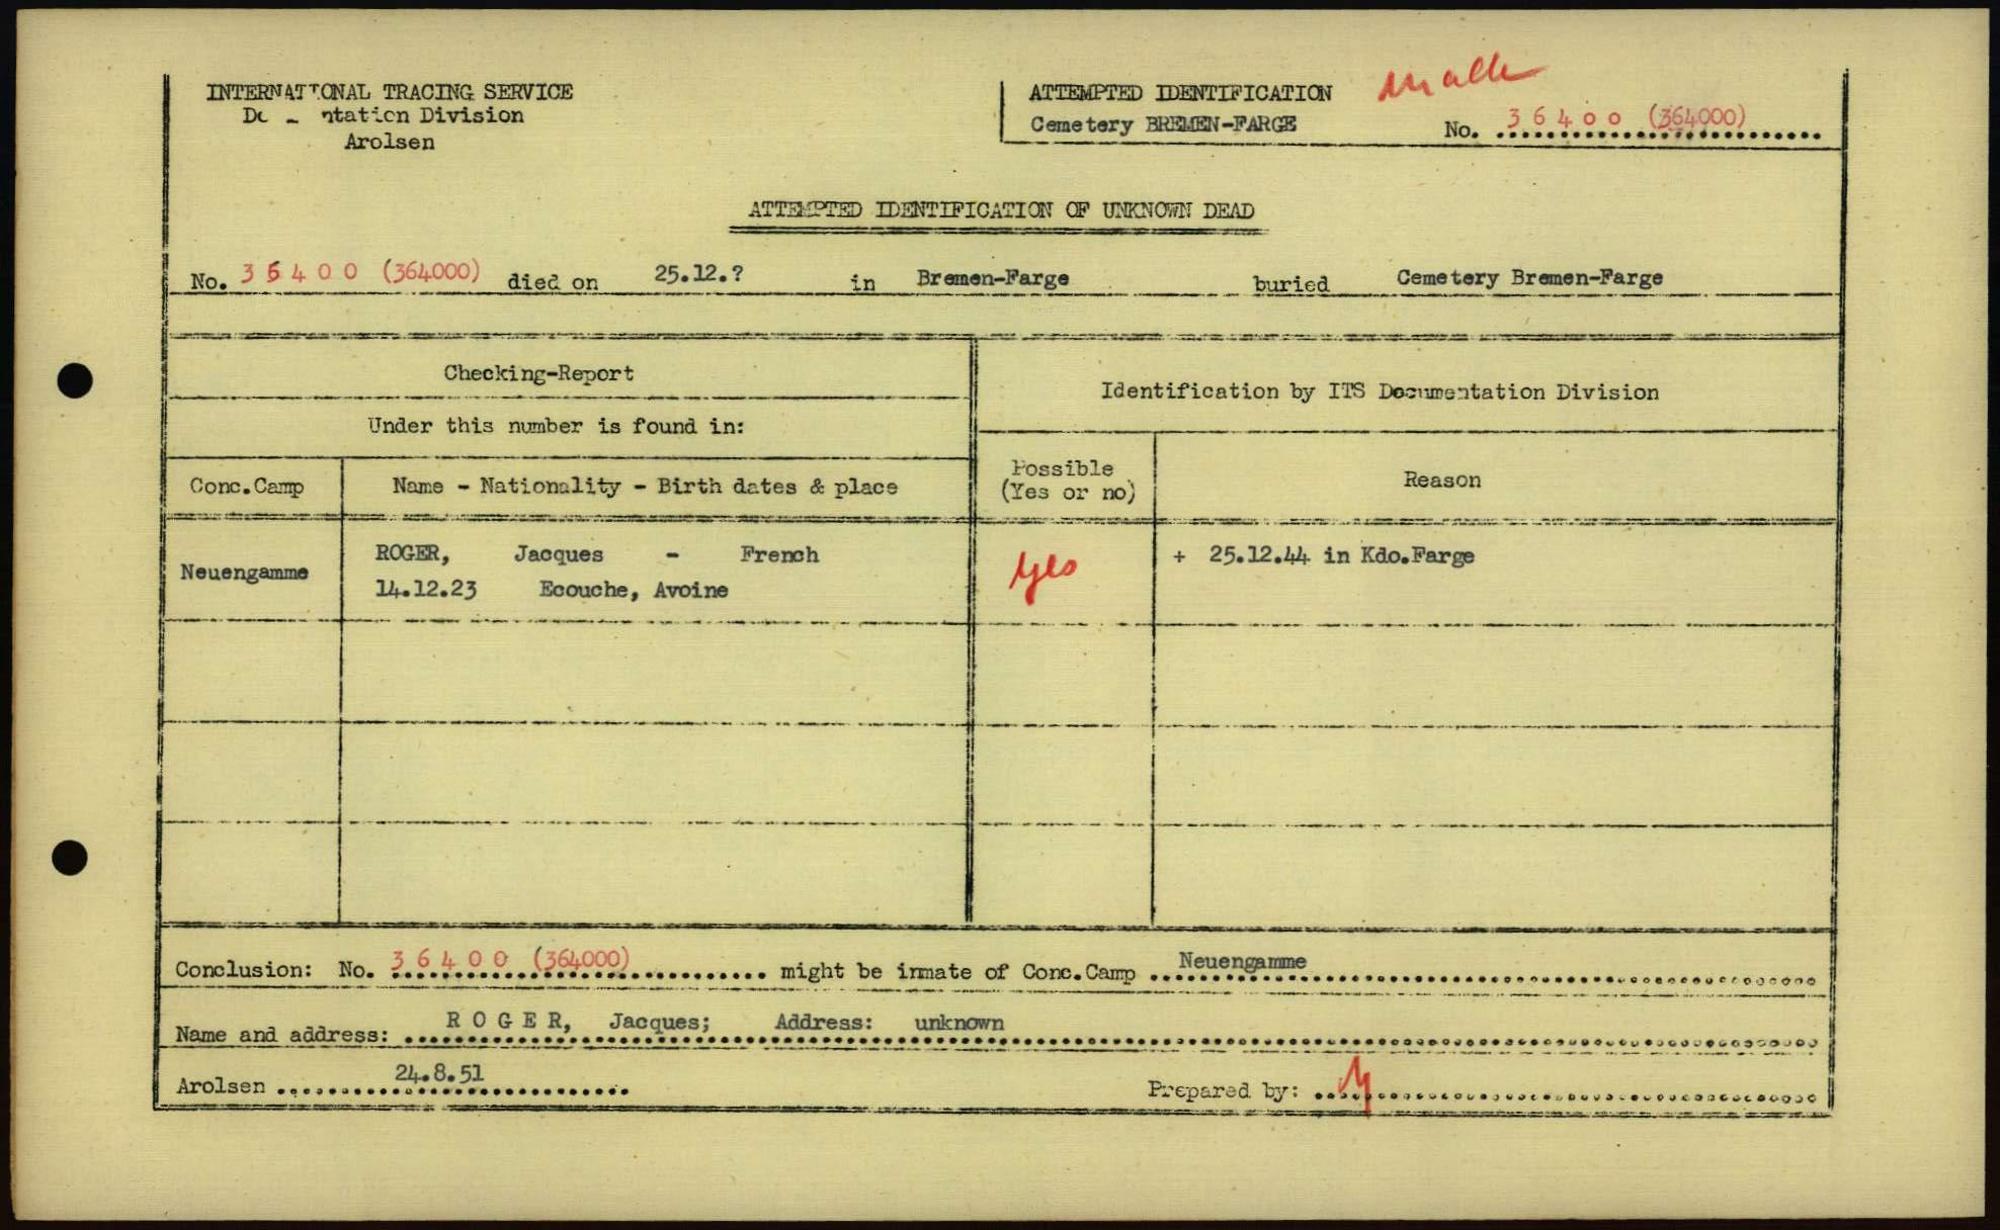 INTERNATIONAL TRACING SERVICE
Division
Arolsen
ATTEMPTED IDENTIFICATION
Cemetery BREMEN-FARGE
No. 36400 (364000)
ATTEMPTED IDENTIFICATION OF UNKNOWN DEAD
No. 36400 (364000) died on 25.12.? in Bremen-Farge buried Cemetery Bremen-Farge
Checking-Report
Under this number is found in:
Conc.Camp Name - Nationality - Birth dates & place
Identification by ITS Documentation Division
Possible
(Yes or no)
Reason
Neuengamme
ROGER, Jacques - French
14.12.23 Ecouche, Avoine
yes
+ 25.12.44 in Kdo.Farge
Conclusion: No. 36400 (364000) might be inmate of Conc.Camp Neuengamme
Name and address: ROGER, Jacques; Address: unknown
Arolsen 24.8.51
Prepared by: